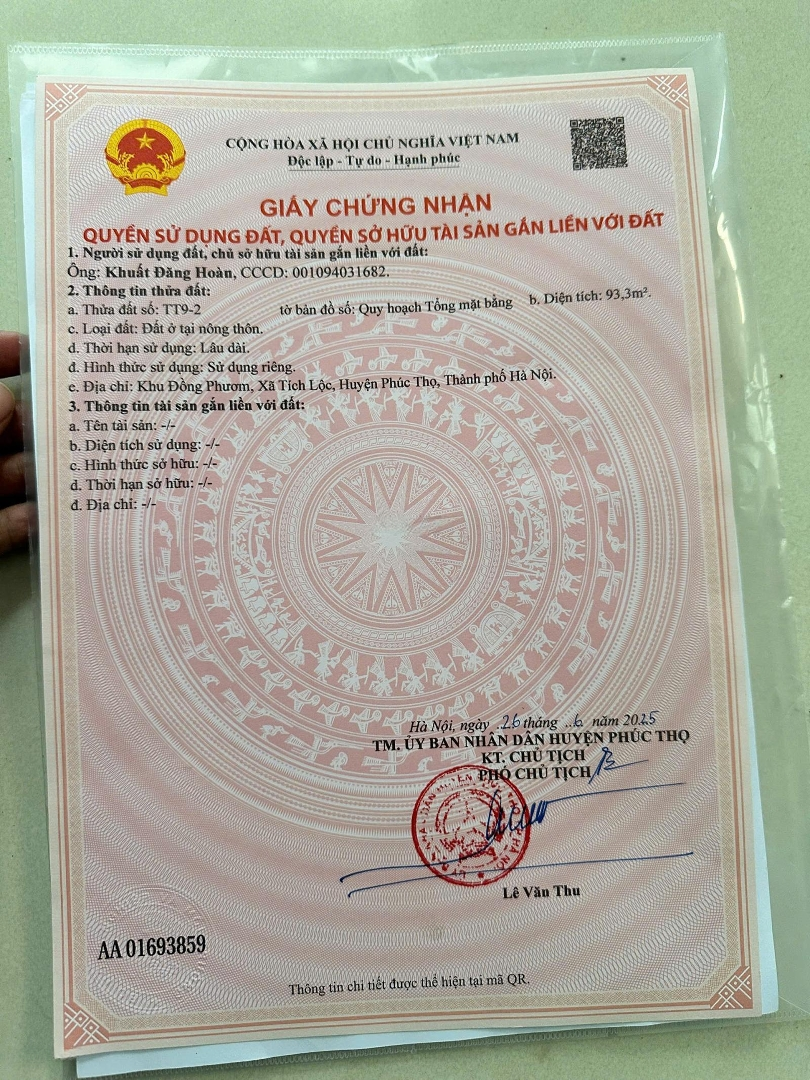 CỘNG HÒA XÃ HỘI CHỦ NGHĨA VIỆT NAM
Độc lập - Tự do - Hạnh phúc
GIẤY CHỨNG NHẬN
QUYỀN SỬ DỤNG ĐẤT, QUYỀN SỞ HỮU TÀI SẢN GẮN LIỀN VỚI ĐẤT
1. Người sử dụng đất, chủ sở hữu tài sản gắn liền với đất:
Ông: Khuất Đăng Hoàn, CCCD: 001094031682.
2. Thông tin thửa đất:
a. Thửa đất số: TT9-2 tờ bản đồ số: Quy hoạch Tổng mặt bằng b. Diện tích: 93,3m².
c. Loại đất: Đất ở tại nông thôn.
d. Thời hạn sử dụng: Lâu dài.
đ. Hình thức sử dụng: Sử dụng riêng.
e. Địa chỉ: Khu Đồng Phươm, Xã Tích Lộc, Huyện Phúc Thọ, Thành phố Hà Nội.
3. Thông tin tài sản gắn liền với đất:
a. Tên tài sản: -/-
b. Diện tích sử dụng: -/-
c. Hình thức sở hữu: -/-
d. Thời hạn sở hữu: -/-
đ. Địa chỉ: -/-
Hà Nội, ngày ..26 tháng ..6 năm 2025
TM. ỦY BAN NHÂN DÂN HUYỆN PHÚC THỌ
KT. CHỦ TỊCH
PHÓ CHỦ TỊCH
Lê Văn Thu
AA 01693859
Thông tin chi tiết được thể hiện tại mã QR.